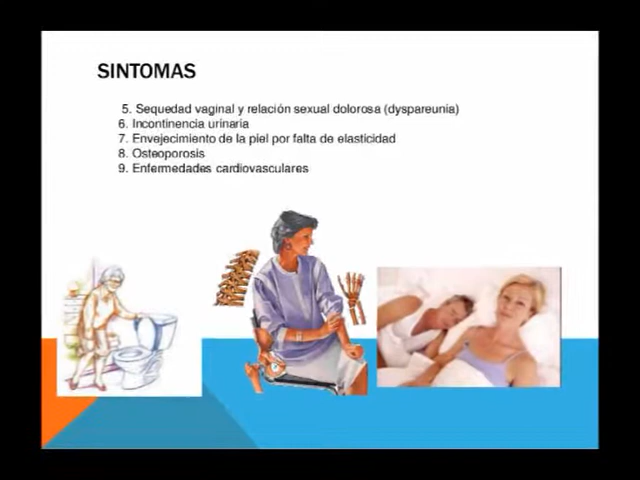 SINTOMAS
5. Sequedad vaginal y relación sexual dolorosa (dyspareunia)
6. Incontinencia urinaria
7. Envejecimiento de la piel por falta de elasticidad
8. Osteoporosis
9. Enfermedades cardiovasculares